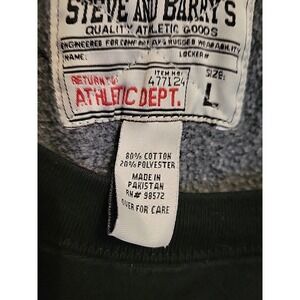 STEVE AND BARRY'S
QUALITY ATHLETIC GOODS
ENGINEERED FOR COMFORT AND RUGGED WEARABILITY
NAME: LOCKER#
RETURN TO: ITEM NO: SIZE:
477124
ATHLETIC DEPT. L
80% COTTON
20% POLYESTER
MADE IN
PAKISTAN
RN# 98572
OVER FOR CARE